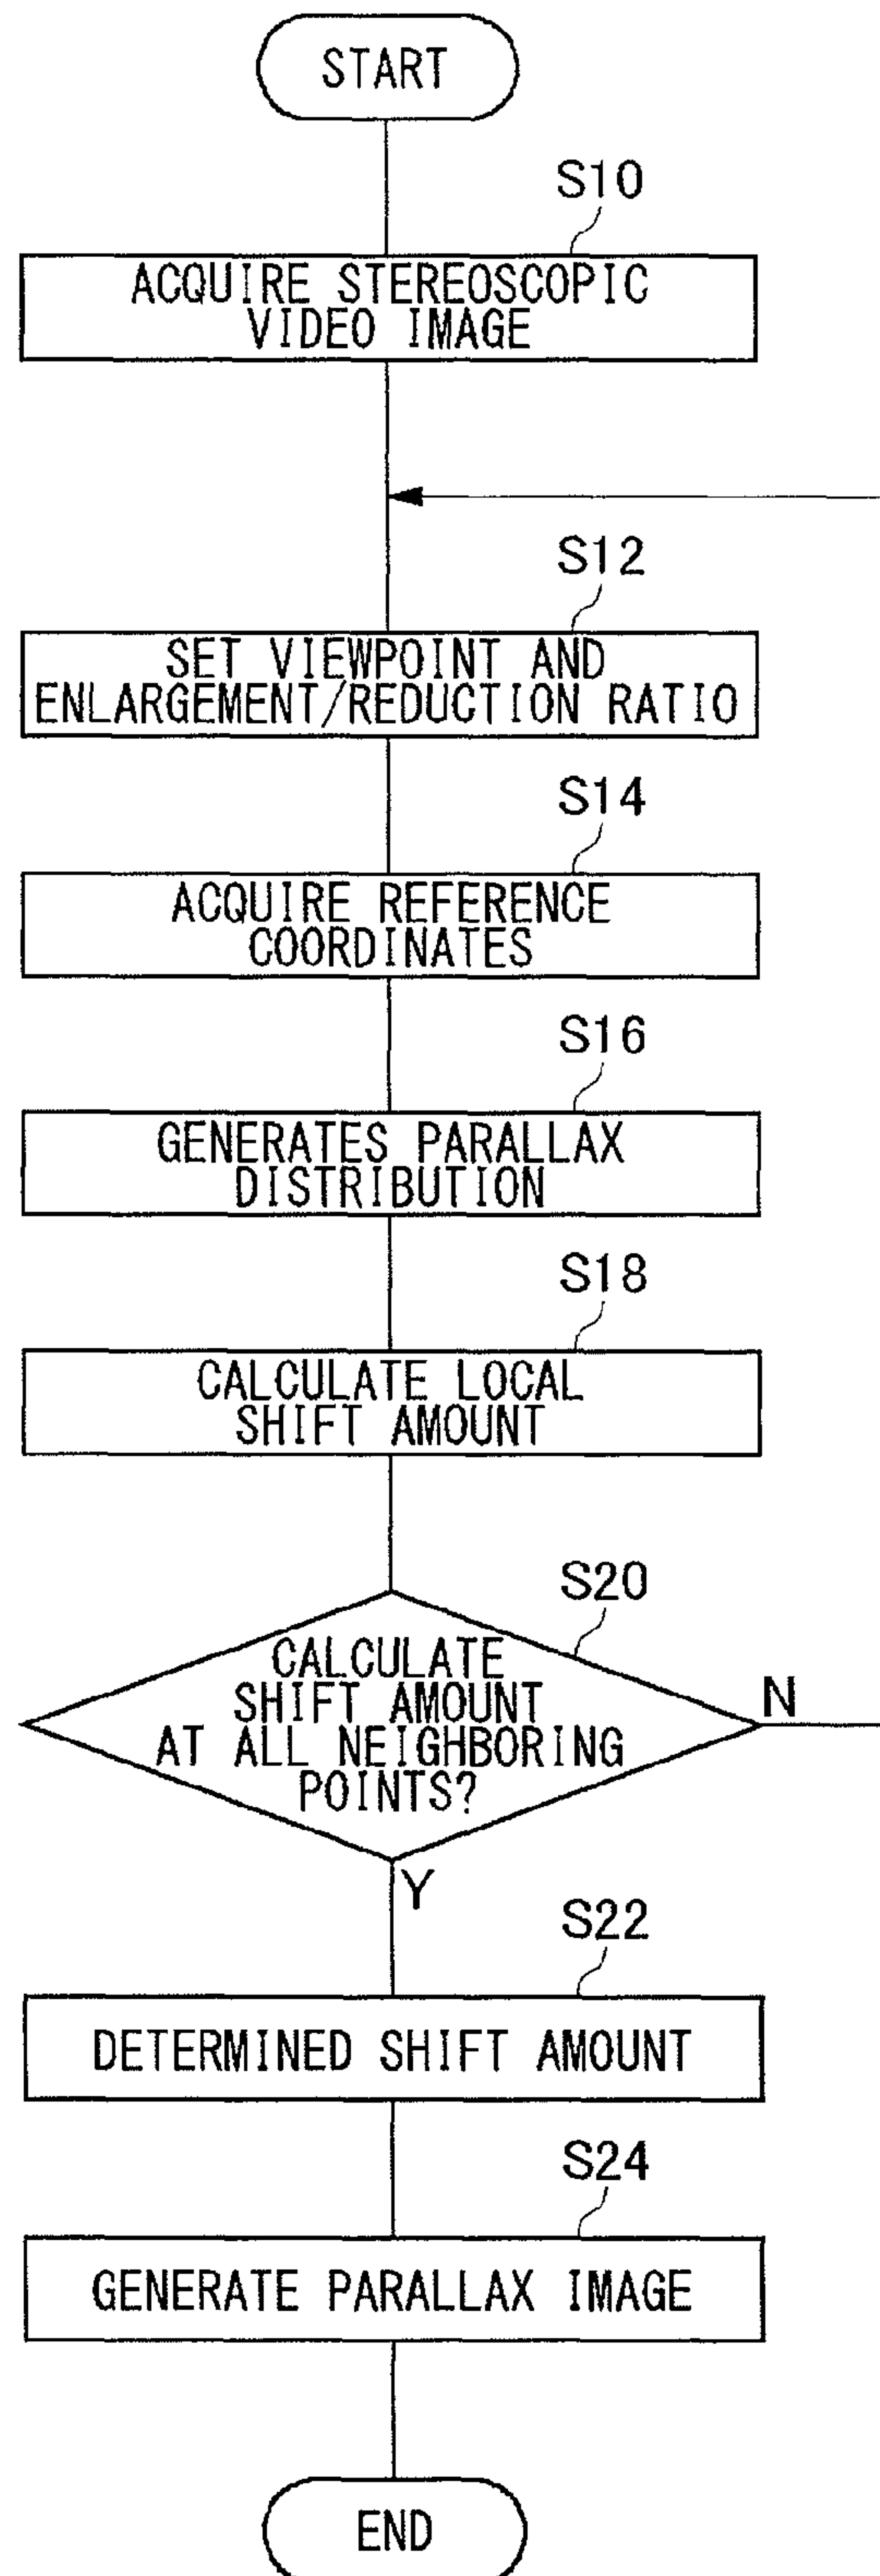 START
S10
ACQUIRE STEREOSCOPIC
VIDEO IMAGE
S12
SET VIEWPOINT AND
ENLARGEMENT/REDUCTION RATIO
S14
ACQUIRE REFERENCE
COORDINATES
S16
GENERATES PARALLAX
DISTRIBUTION
S18
CALCULATE LOCAL
SHIFT AMOUNT
S20
CALCULATE
SHIFT AMOUNT
AT ALL NEIGHBORING
POINTS?
N
Y
S22
DETERMINED SHIFT AMOUNT
S24
GENERATE PARALLAX IMAGE
END